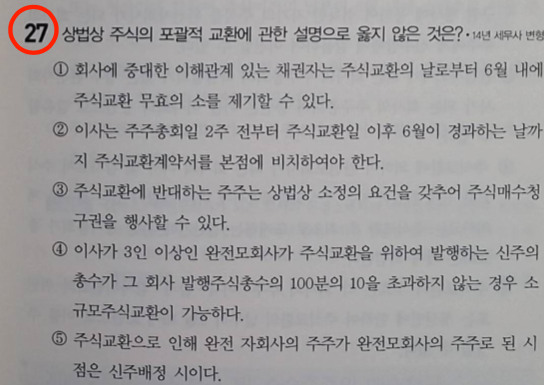 27 상법상 주식의 포괄적 교환에 관한 설명으로 옳지 않은 것은? • 14년 세무사 변형
① 회사에 중대한 이해관계 있는 채권자는 주식교환의 날로부터 6월 내에
주식교환 무효의 소를 제기할 수 있다.
② 이사는 주주총회일 2주 전부터 주식교환일 이후 6월이 경과하는 날까
지 주식교환계약서를 본점에 비치하여야 한다.
③ 주식교환에 반대하는 주주는 상법상 소정의 요건을 갖추어 주식매수청
구권을 행사할 수 있다.
④ 이사가 3인 이상인 완전모회사가 주식교환을 위하여 발행하는 신주의
총수가 그 회사 발행주식총수의 100분의 10을 초과하지 않는 경우 소
규모주식교환이 가능하다.
⑤ 주식교환으로 인해 완전 자회사의 주주가 완전모회사의 주주로 된 시
점은 신주배정 시이다.